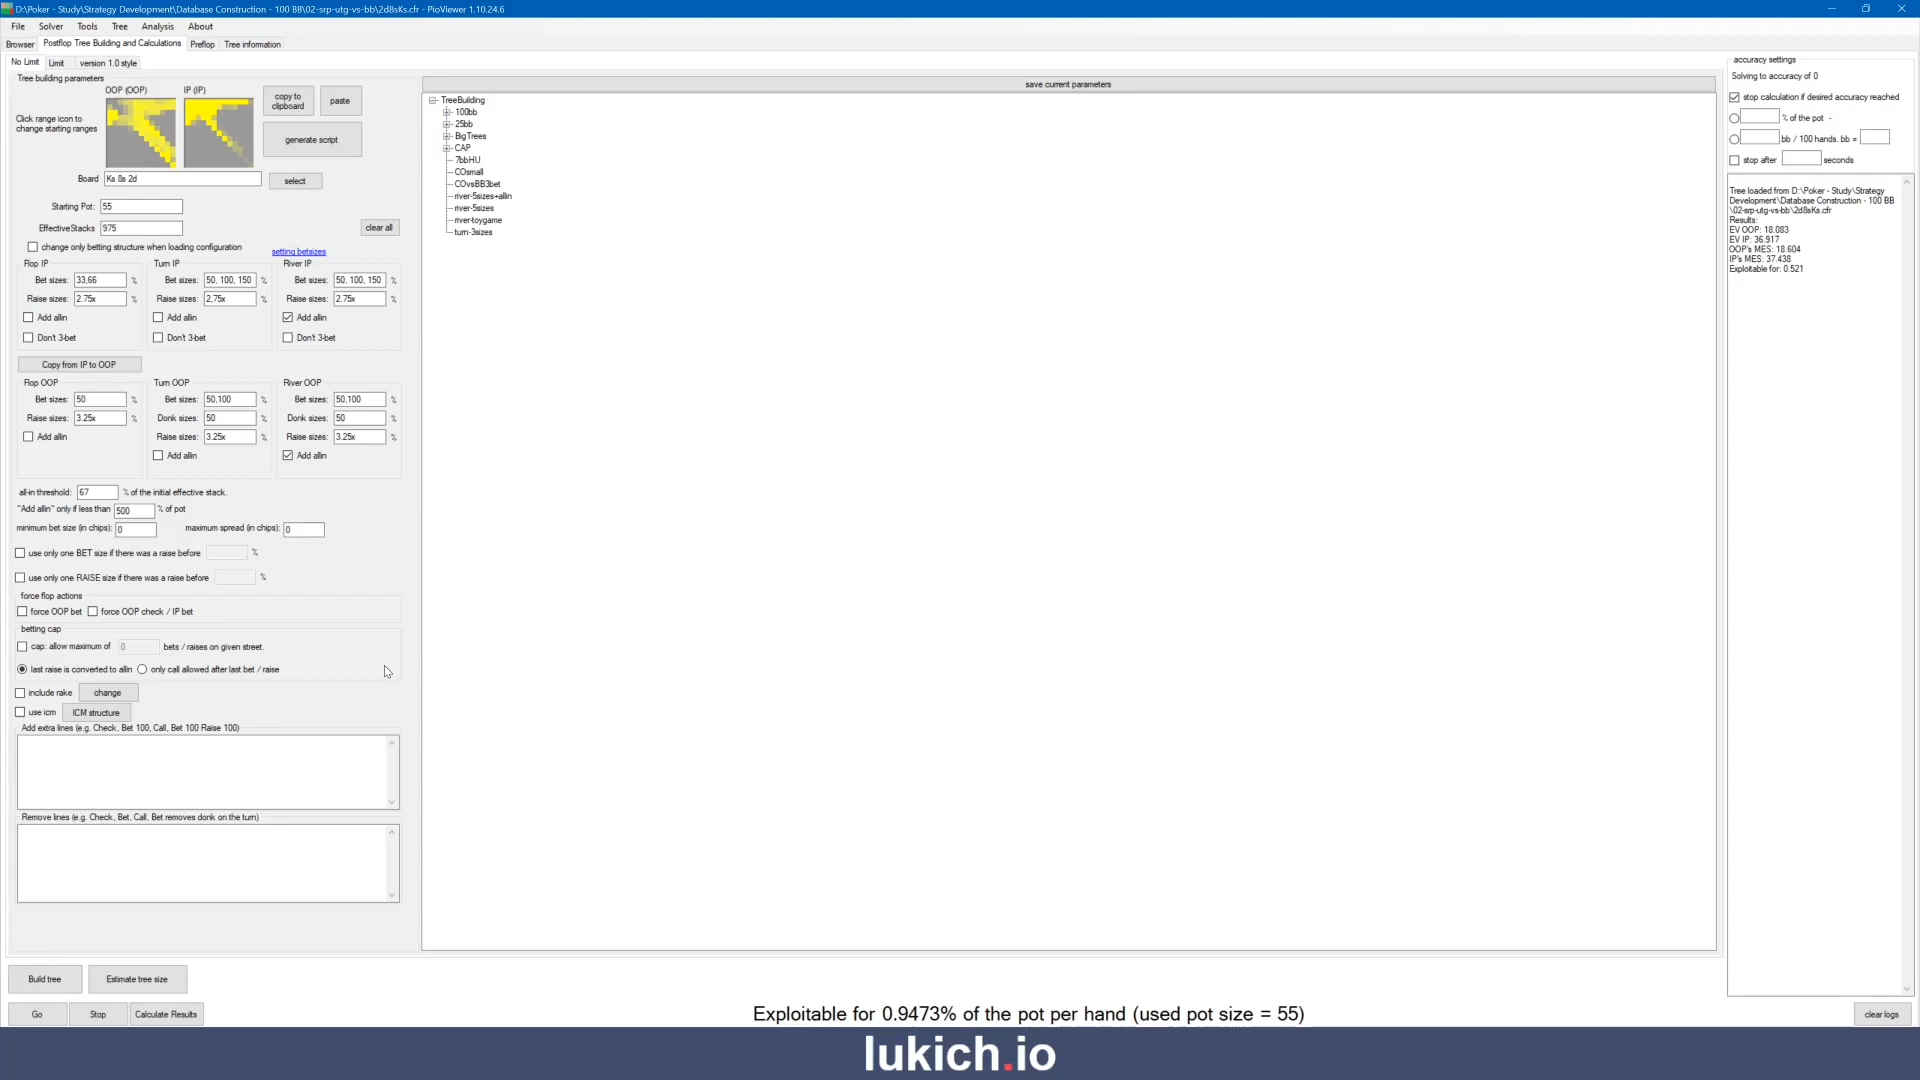 D:\Poker - Study\Strategy Development\Database Construction - 100 BB\02-srp-utg-vs-bb\2d8sKs.cfr - PioViewer 1.10.24.6
File Solver Tools Tree Analysis About
Browser Postflop Tree Building and Calculations Preflop Tree information
No Limit Limit version 1.0 style
Tree building parameters
OOP (OOP) IP (IP)
Click range icon to
change starting ranges
copy to
clipboard
paste
generate script
Board Ks 8s 2d select
Starting Pot: 55
EffectiveStacks 975 clear all
change only betting structure when loading configuration
setting betsizes
Flop IP Turn IP River IP
Bet sizes: 33,66 % Bet sizes: 50, 100, 150 % Bet sizes: 50, 100, 150 %
Raise sizes: 2.75x % Raise sizes: 2,75x % Raise sizes: 2.75x %
Add allin Add allin Add allin
Don't 3-bet Don't 3-bet Don't 3-bet
Copy from IP to OOP
Flop OOP Turn OOP River OOP
Bet sizes: 50 % Bet sizes: 50,100 % Bet sizes: 50,100 %
Raise sizes: 3.25x % Donk sizes: 50 % Donk sizes: 50 %
Add allin Raise sizes: 3.25x % Raise sizes: 3.25x %
Add allin Add allin
all-in threshold: 67 % of the initial effective stack.
"Add allin" only if less than 500 % of pot
minimum bet size (in chips): 0 maximum spread (in chips): 0
use only one BET size if there was a raise before %
use only one RAISE size if there was a raise before %
force flop actions
force OOP bet force OOP check / IP bet
betting cap
cap: allow maximum of 0 bets / raises on given street.
last raise is converted to allin only call allowed after last bet / raise
include rake change
use icm ICM structure
Add extra lines (e.g. Check, Bet 100, Call, Bet 100 Raise 100)
Remove lines (e.g. Check, Bet, Call, Bet removes donk on the turn)
Build tree Estimate tree size
Go Stop Calculate Results
save current parameters
TreeBuilding
100bb
25bb
BigTrees
CAP
7bbHU
COsmall
COvsBB3bet
river-5sizes+allin
river-5sizes
river-toygame
turn-3sizes
accuracy settings
Solving to accuracy of 0
stop calculation if desired accuracy reached
% of the pot -
bb / 100 hands. bb =
stop after seconds
Tree loaded from D:\Poker - Study\Strategy
Development\Database Construction - 100 BB
\02-srp-utg-vs-bb\2d8sKs.cfr
Results:
EV OOP: 18.083
EV IP: 36.917
OOP's MES: 18.604
IP's MES: 37.438
Exploitable for: 0.521
Exploitable for 0.9473% of the pot per hand (used pot size = 55)
clear logs
lukich.io